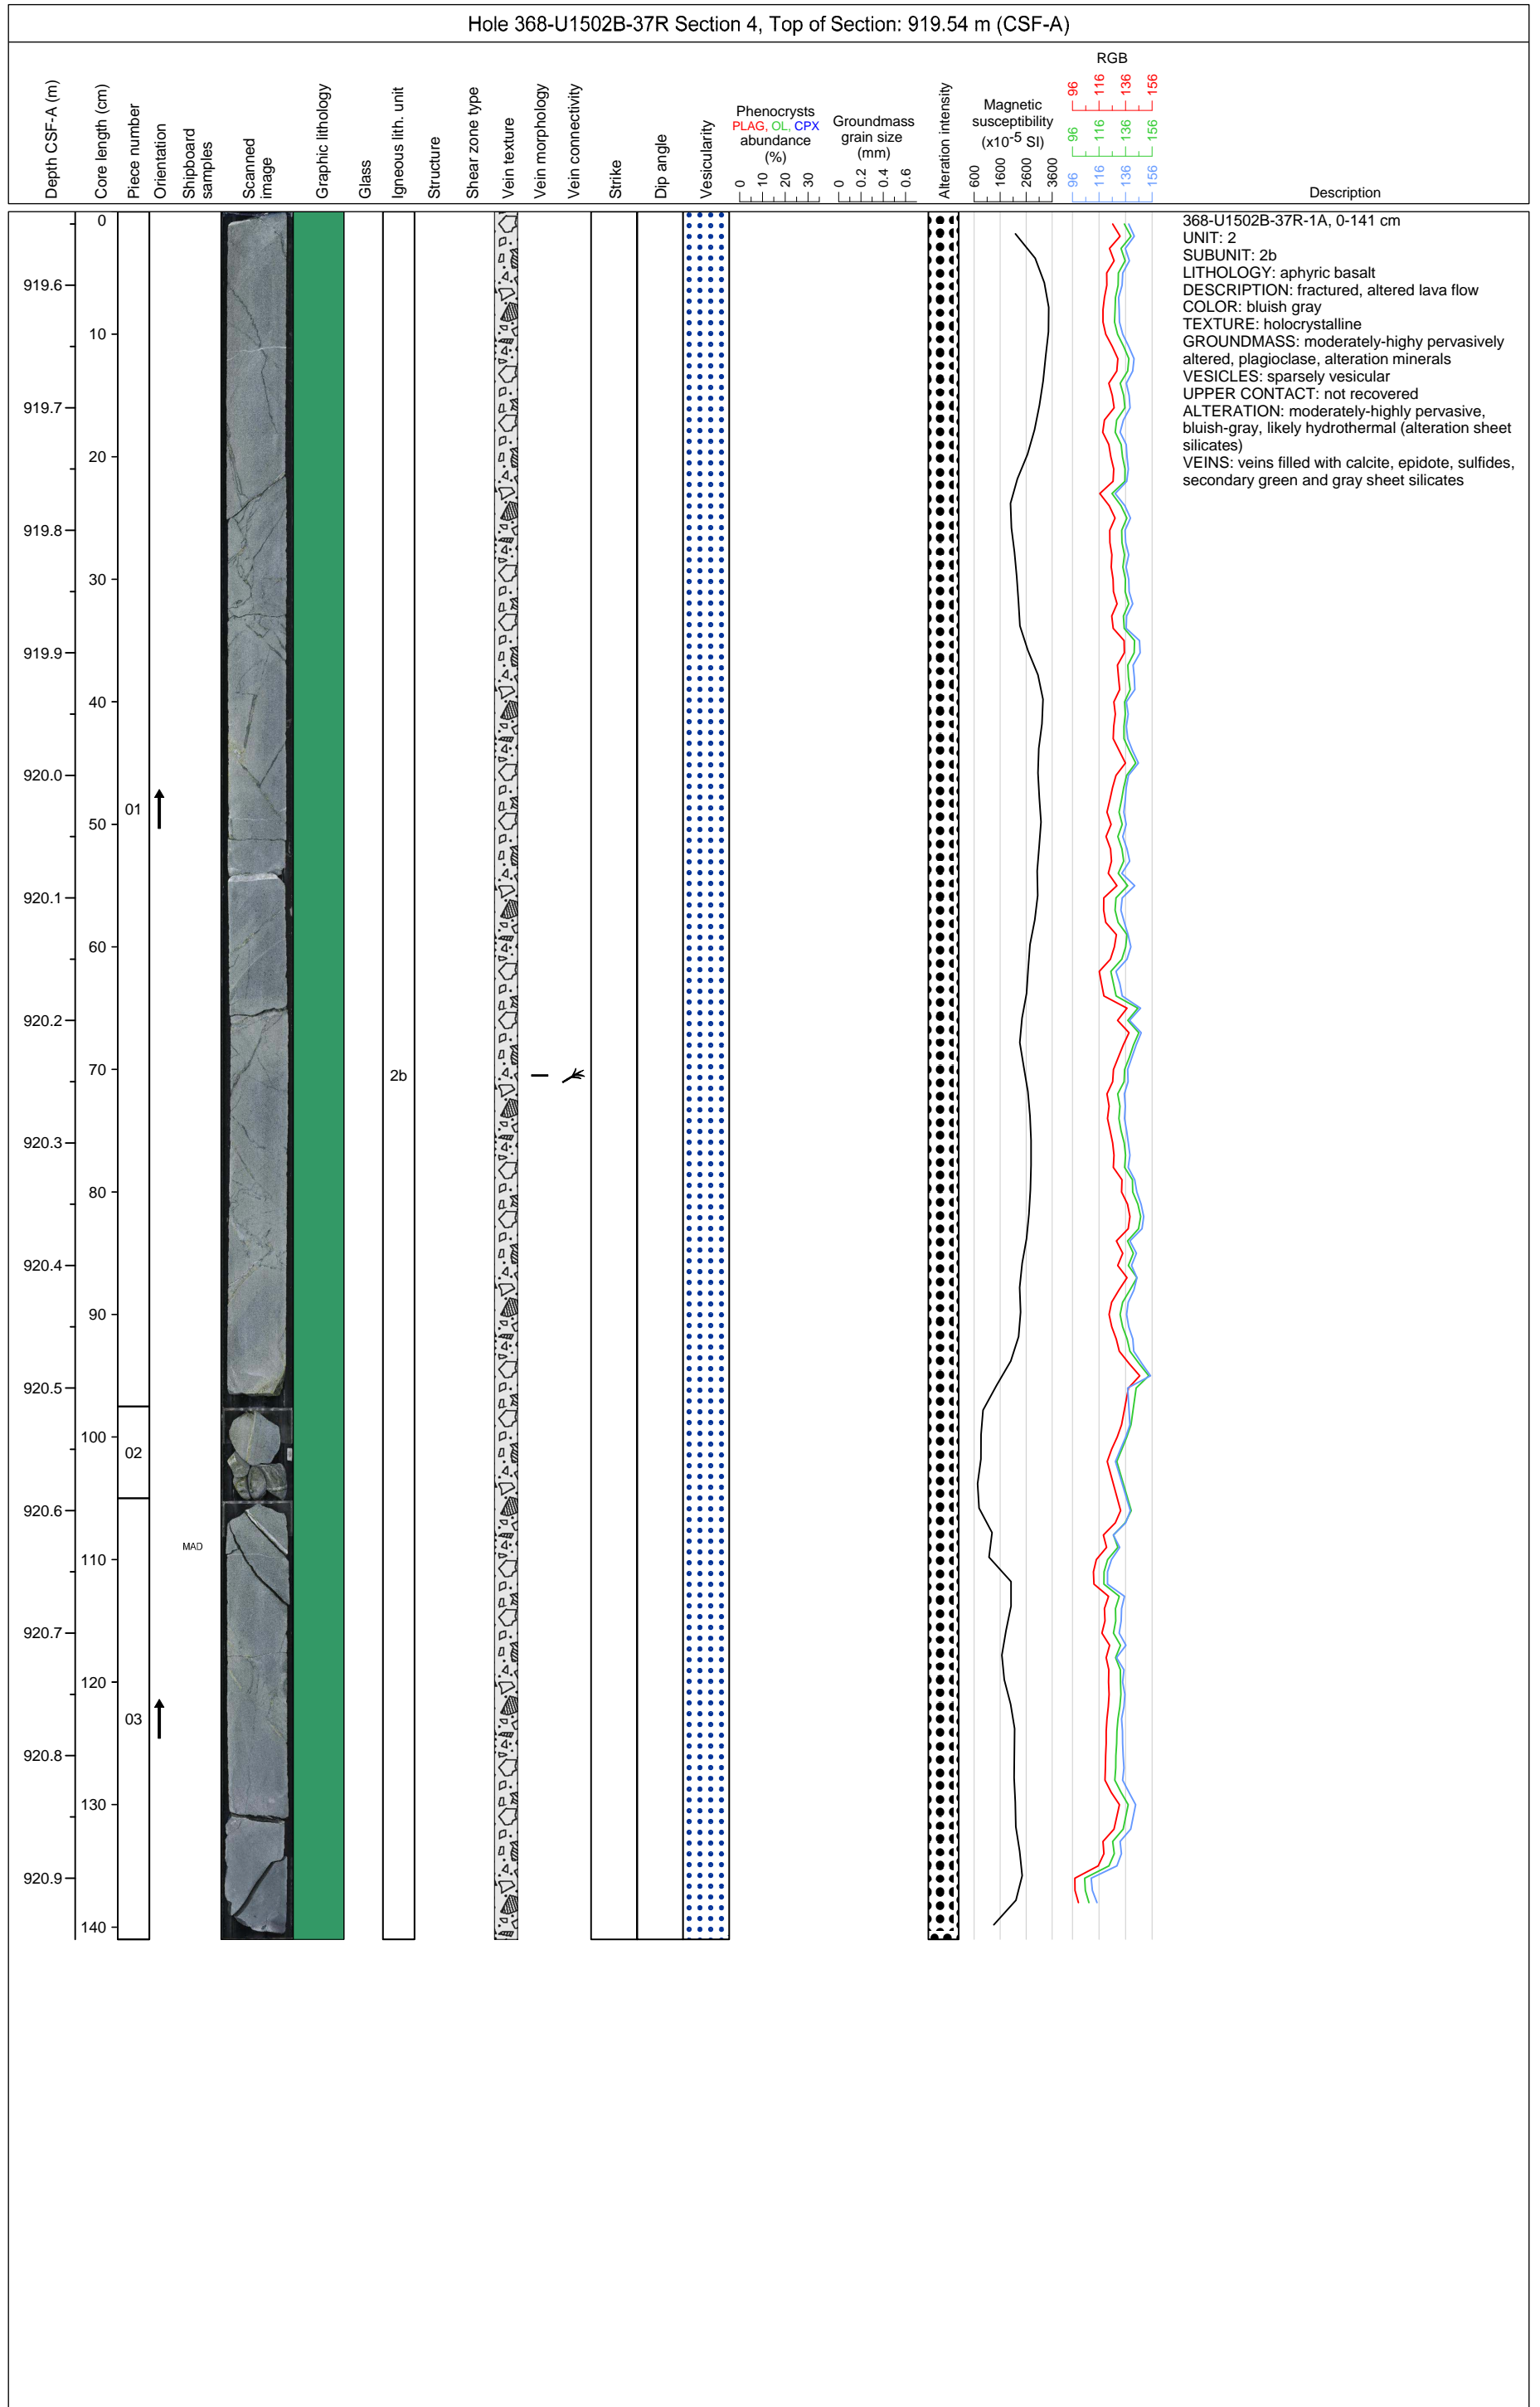 Hole 368-U1502B-37R Section 4, Top of Section: 919.54 m (CSF-A)
Depth CSF-A (m)
Core length (cm)
Piece number
Orientation
Shipboard
samples
Scanned
image
Graphic lithology
Glass
Igneous lith. unit
Structure
Shear zone type
Vein texture
Vein morphology
Vein connectivity
Strike
Dip angle
Vesicularity
Phenocrysts
PLAG, OL, CPX
abundance
(%)
0 10 20 30
Groundmass
grain size
(mm)
0 0.2 0.4 0.6
Alteration intensity
Magnetic
susceptibility
(x10-5 SI)
600 1600 2600 3600
RGB
96 116 136 156
96 116 136 156
96 116 136 156
Description
368-U1502B-37R-1A, 0-141 cm
UNIT: 2
SUBUNIT: 2b
LITHOLOGY: aphyric basalt
DESCRIPTION: fractured, altered lava flow
COLOR: bluish gray
TEXTURE: holocrystalline
GROUNDMASS: moderately-highy pervasively
altered, plagioclase, alteration minerals
VESICLES: sparsely vesicular
UPPER CONTACT: not recovered
ALTERATION: moderately-highly pervasive,
bluish-gray, likely hydrothermal (alteration sheet
silicates)
VEINS: veins filled with calcite, epidote, sulfides,
secondary green and gray sheet silicates
0
919.6
10
919.7
20
919.8
30
919.9
40
920.0
01
50
920.1
60
920.2
70
2b
920.3
80
920.4
90
920.5
100
02
920.6
MAD
110
920.7
120
03
920.8
130
920.9
140